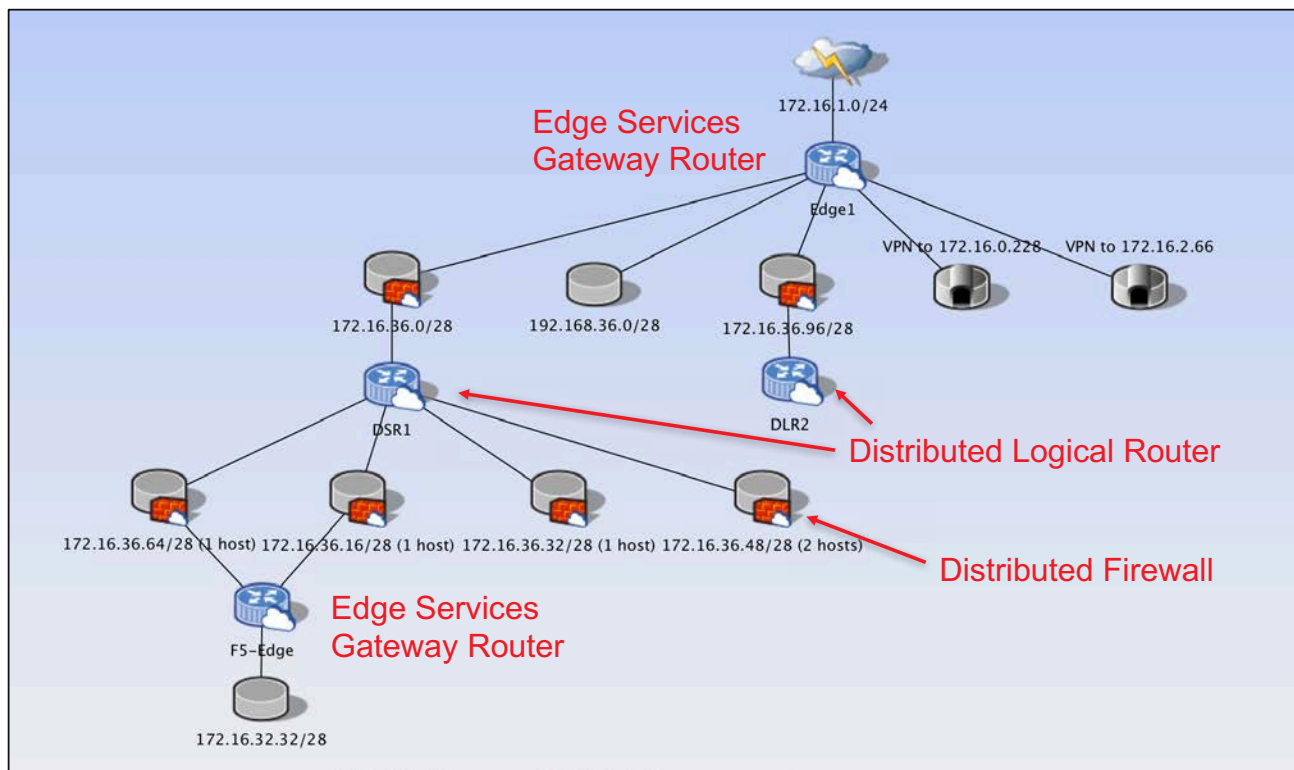 172.16.1.0/24
Edge Services
Gateway Router
Edge1
VPN to 172.16.0.228
VPN to 172.16.2.66
172.16.36.0/28
192.168.36.0/28
172.16.36.96/28
DSR1
DLR2
Distributed Logical Router
172.16.36.64/28 (1 host)
172.16.36.16/28 (1 host)
172.16.36.32/28 (1 host)
172.16.36.48/28 (2 hosts)
Distributed Firewall
Edge Services
Gateway Router
F5-Edge
172.16.32.32/28